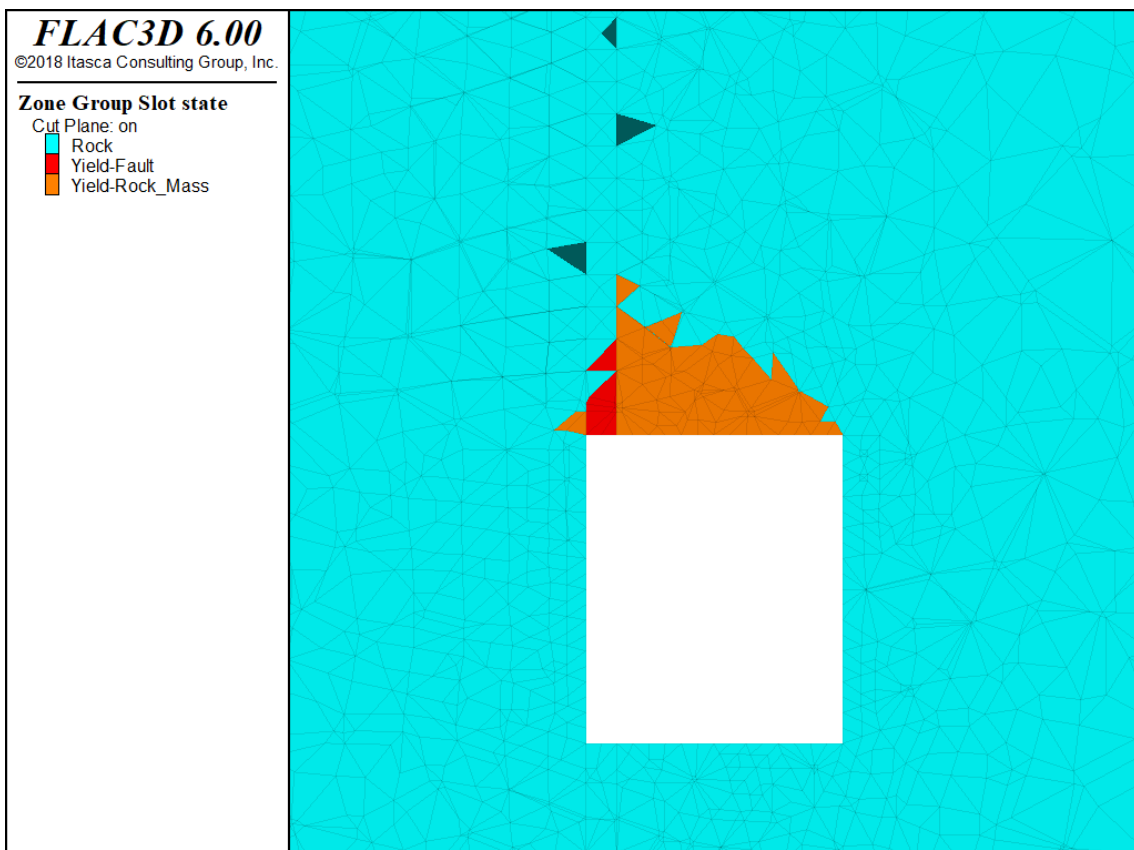 FLAC3D 6.00
©2018 Itasca Consulting Group, Inc.
Zone Group Slot state
Cut Plane: on
Rock
Yield-Fault
Yield-Rock_Mass